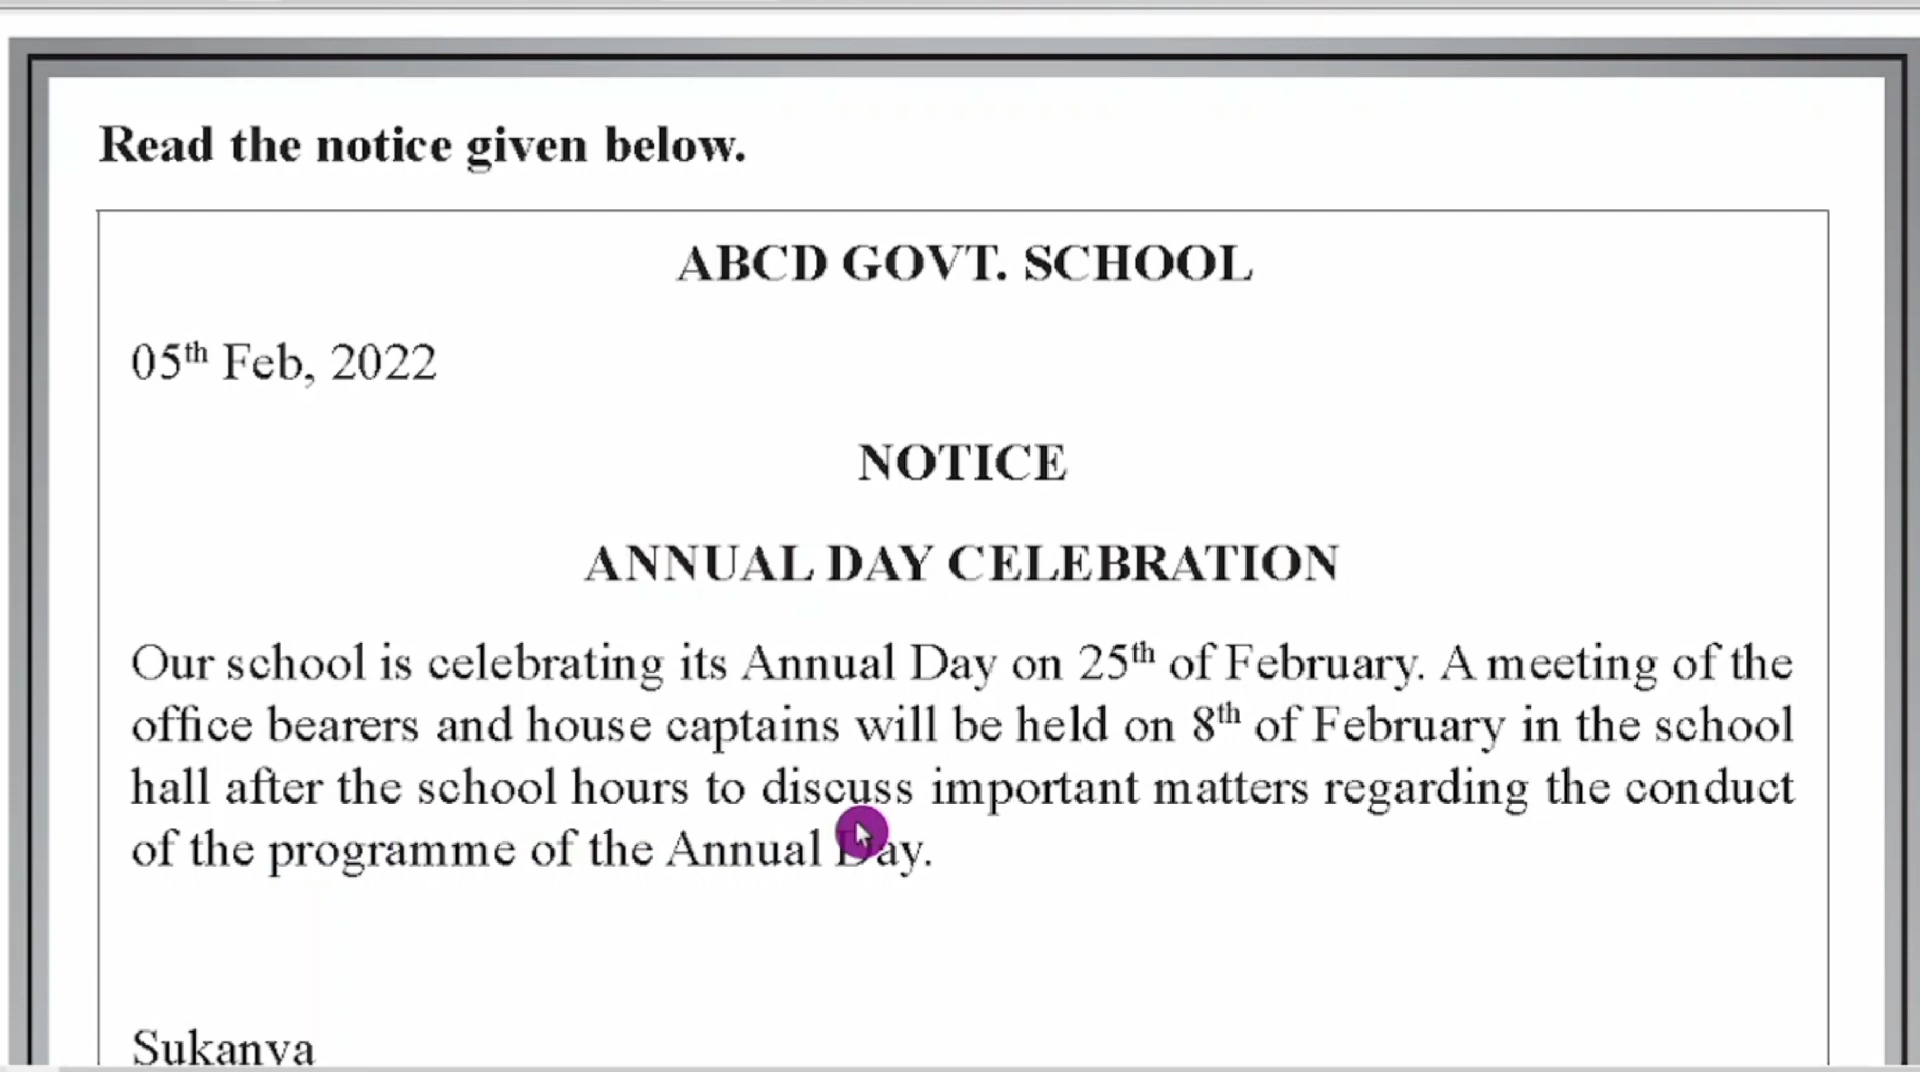 Read the notice given below.
ABCD GOVT. SCHOOL
05th Feb, 2022
NOTICE
ANNUAL DAY CELEBRATION
Our school is celebrating its Annual Day on 25th of February. A meeting of the
office bearers and house captains will be held on 8th of February in the school
hall after the school hours to discuss important matters regarding the conduct
of the programme of the Annual Day.
Sukanya